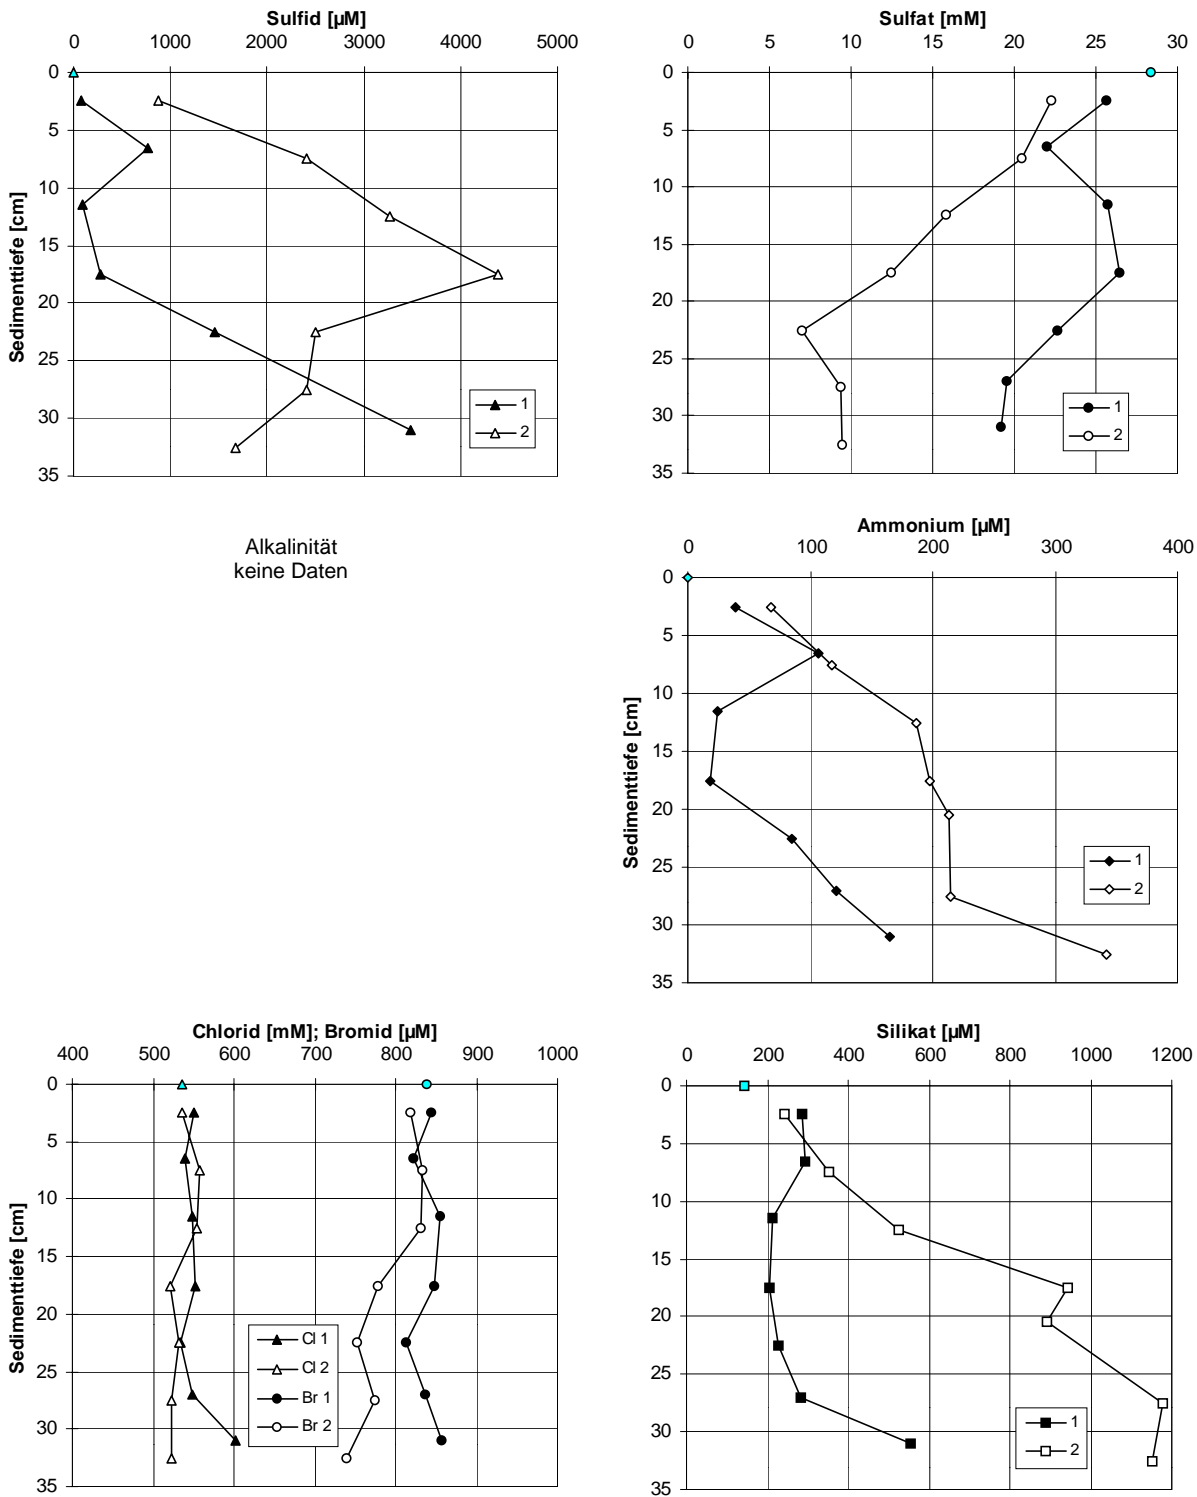 Sulfid [µM]
0 1000 2000 3000 4000 5000
0
5
10
15
20
25
30
35
Sedimenttiefe [cm]
1
2
Sulfat [mM]
0 5 10 15 20 25 30
0
5
10
15
20
25
30
35
1
2
Alkalinität
keine Daten
Ammonium [µM]
0 100 200 300 400
0
5
10
15
20
25
30
35
Sedimenttiefe [cm]
1
2
Chlorid [mM]; Bromid [µM]
400 500 600 700 800 900 1000
0
5
10
15
20
25
30
35
Sedimenttiefe [cm]
Cl 1
Cl 2
Br 1
Br 2
Silikat [µM]
0 200 400 600 800 1000 1200
0
5
10
15
20
25
30
35
1
2